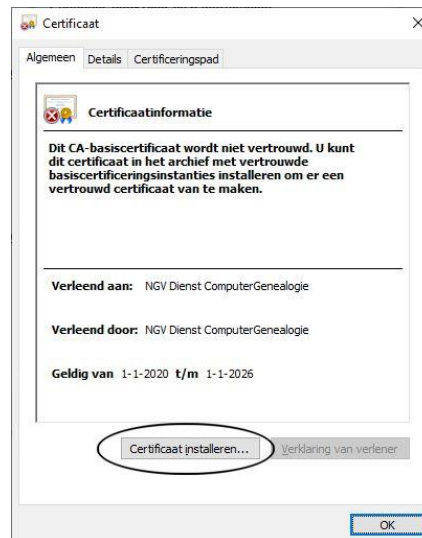 Certificaat
Algemeen Details Certificeringspad
Certificaatinformatie
Dit CA-basiscertificaat wordt niet vertrouwd. U kunt
dit certificaat in het archief met vertrouwde
basiscertificeringsinstanties installeren om er een
vertrouwd certificaat van te maken.
Verleend aan: NGV Dienst ComputerGenealogie
Verleend door: NGV Dienst ComputerGenealogie
Geldig van 1-1-2020 t/m 1-1-2026
Certificaat installeren... Verklaring van verlener
OK